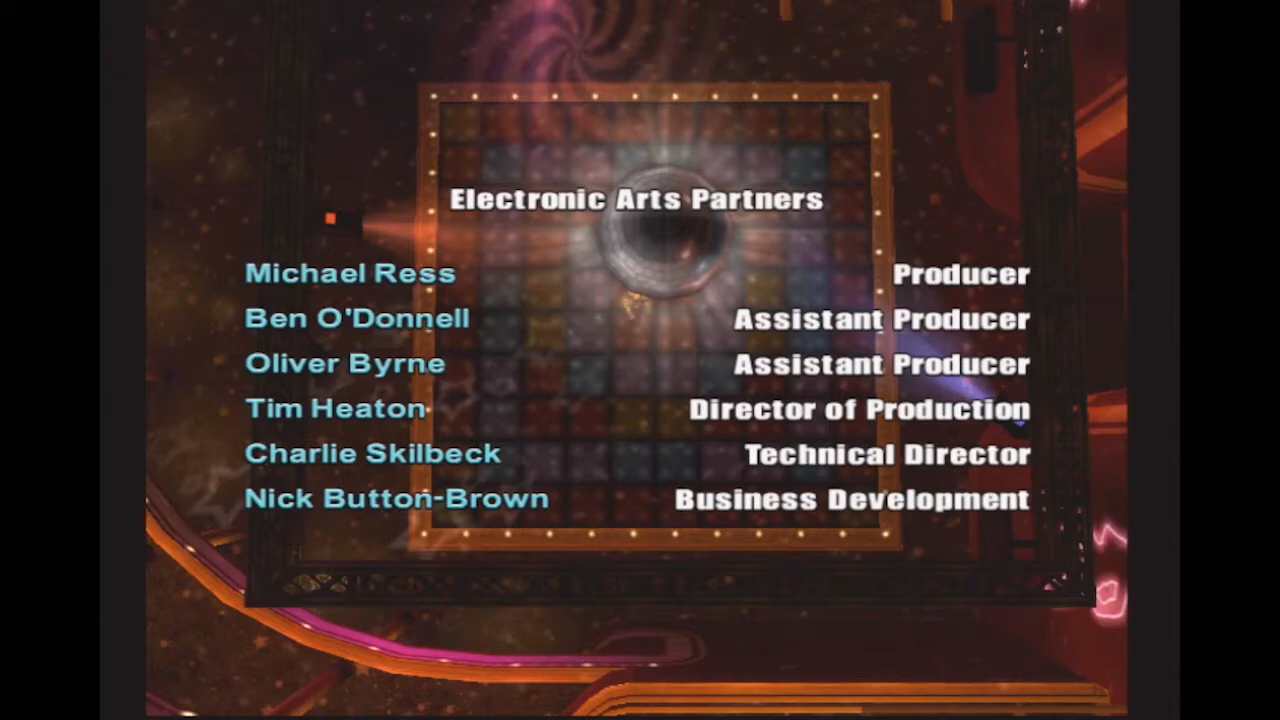 Electronic Arts Partners
Michael Ress Producer
Ben O'Donnell Assistant Producer
Oliver Byrne Assistant Producer
Tim Heaton Director of Production
Charlie Skilbeck Technical Director
Nick Button-Brown Business Development